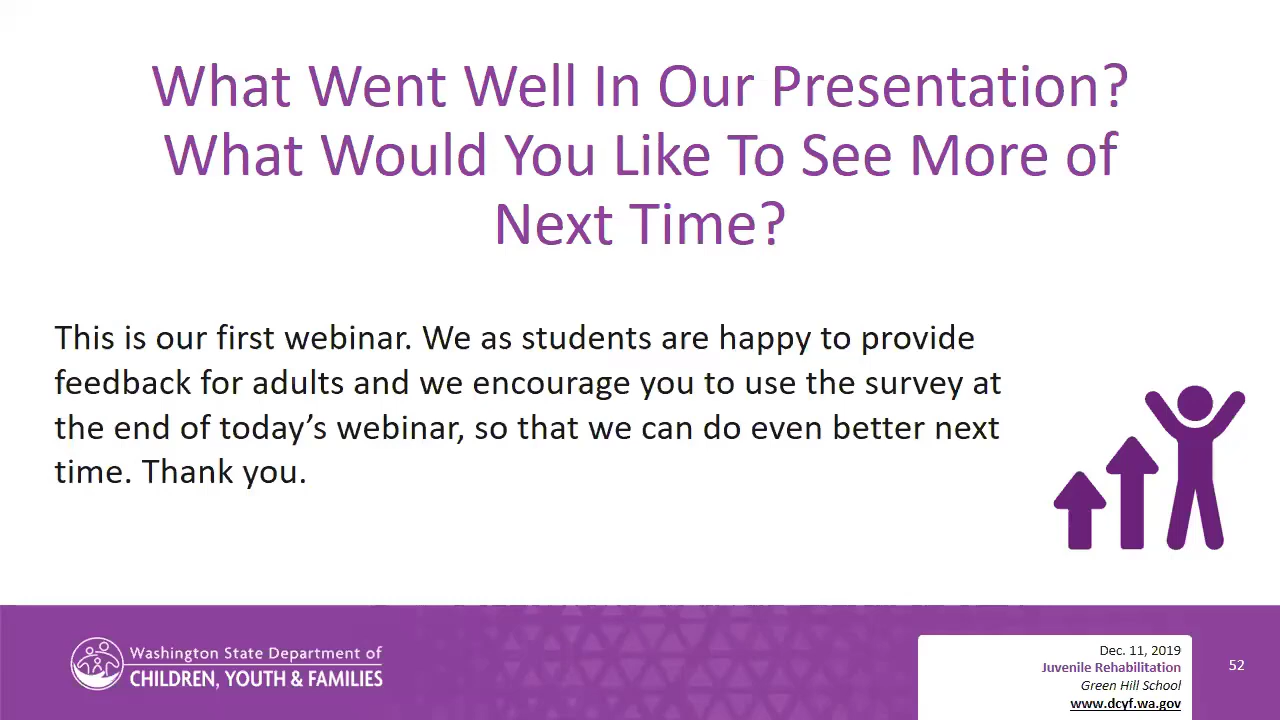 What Went Well In Our Presentation?
What Would You Like To See More of
Next Time?
This is our first webinar. We as students are happy to provide
feedback for adults and we encourage you to use the survey at
the end of today’s webinar, so that we can do even better next
time. Thank you.
Washington State Department of
CHILDREN, YOUTH & FAMILIES
Dec. 11, 2019
Juvenile Rehabilitation
Green Hill School
www.dcyf.wa.gov
52